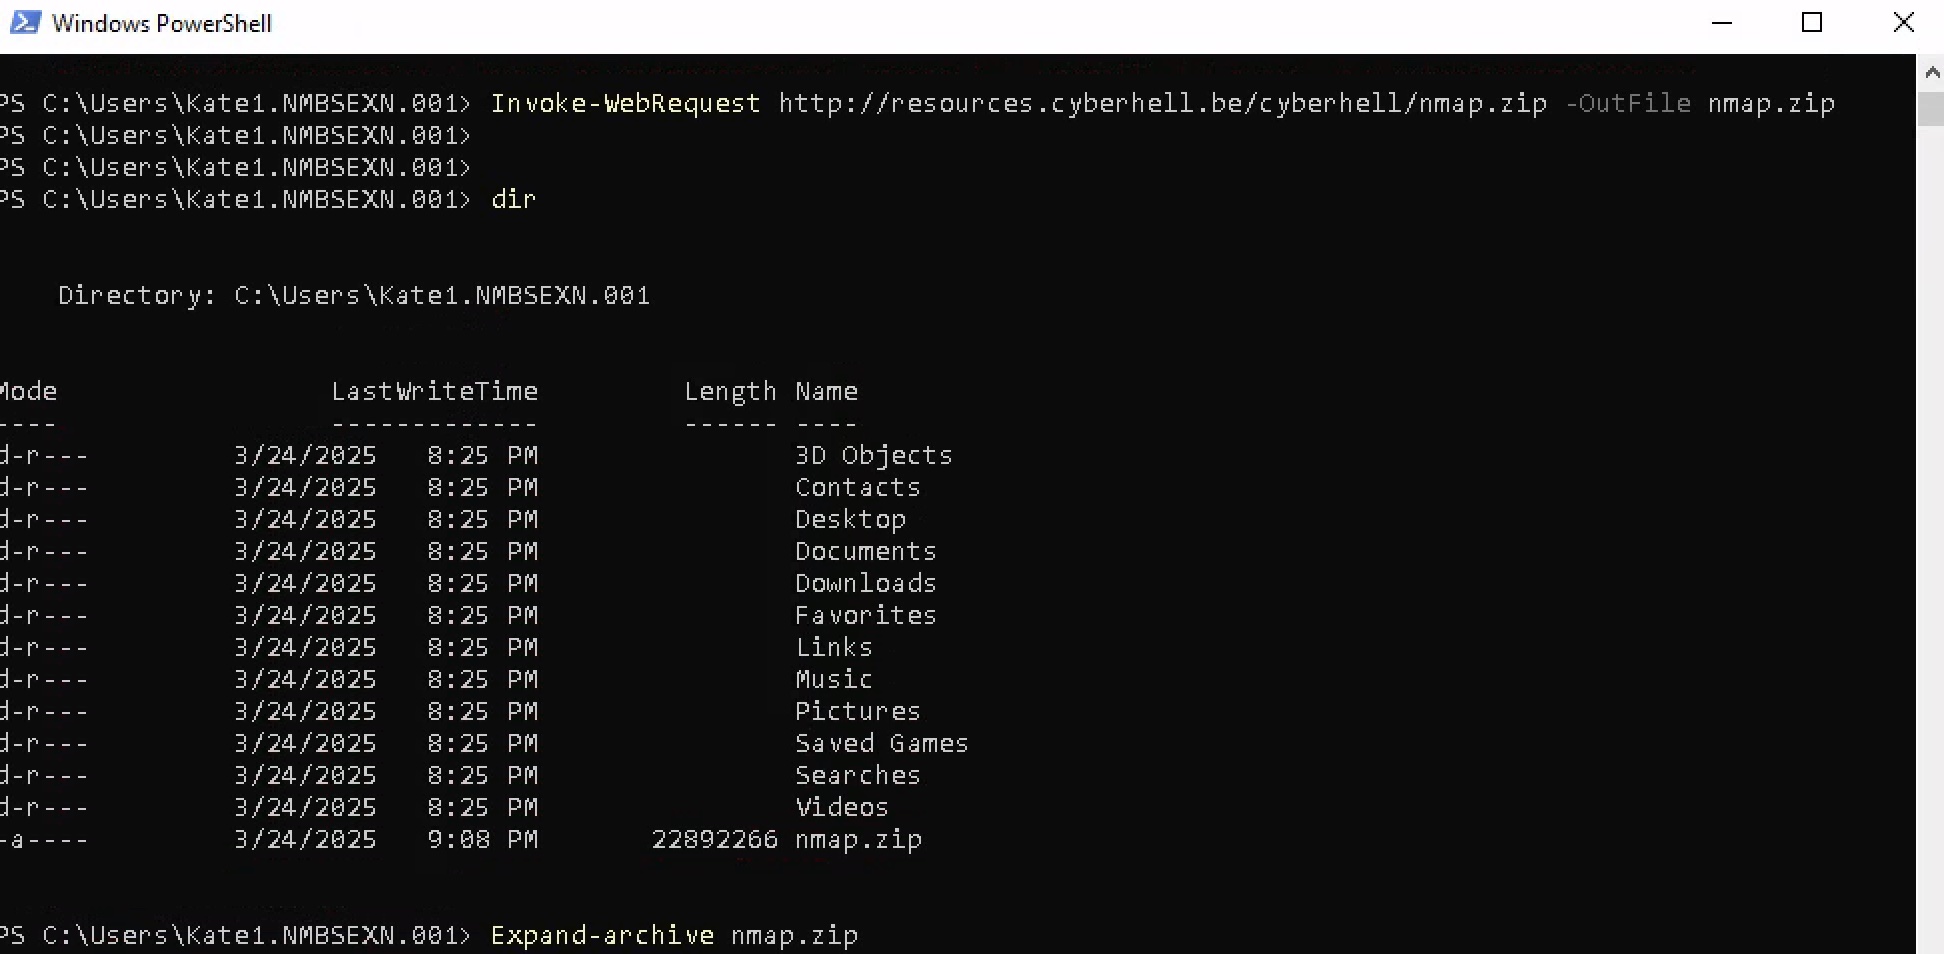 Windows PowerShell
PS C:\Users\Kate1.NMBSEXN.001> Invoke-WebRequest http://resources.cyberhell.be/cyberhell/nmap.zip -OutFile nmap.zip
PS C:\Users\Kate1.NMBSEXN.001>
PS C:\Users\Kate1.NMBSEXN.001>
PS C:\Users\Kate1.NMBSEXN.001> dir
Directory: C:\Users\Kate1.NMBSEXN.001
Mode LastWriteTime Length Name
---- ------------- ------ ----
d-r--- 3/24/2025 8:25 PM 3D Objects
d-r--- 3/24/2025 8:25 PM Contacts
d-r--- 3/24/2025 8:25 PM Desktop
d-r--- 3/24/2025 8:25 PM Documents
d-r--- 3/24/2025 8:25 PM Downloads
d-r--- 3/24/2025 8:25 PM Favorites
d-r--- 3/24/2025 8:25 PM Links
d-r--- 3/24/2025 8:25 PM Music
d-r--- 3/24/2025 8:25 PM Pictures
d-r--- 3/24/2025 8:25 PM Saved Games
d-r--- 3/24/2025 8:25 PM Searches
d-r--- 3/24/2025 8:25 PM Videos
-a---- 3/24/2025 9:08 PM 22892266 nmap.zip
PS C:\Users\Kate1.NMBSEXN.001> Expand-archive nmap.zip